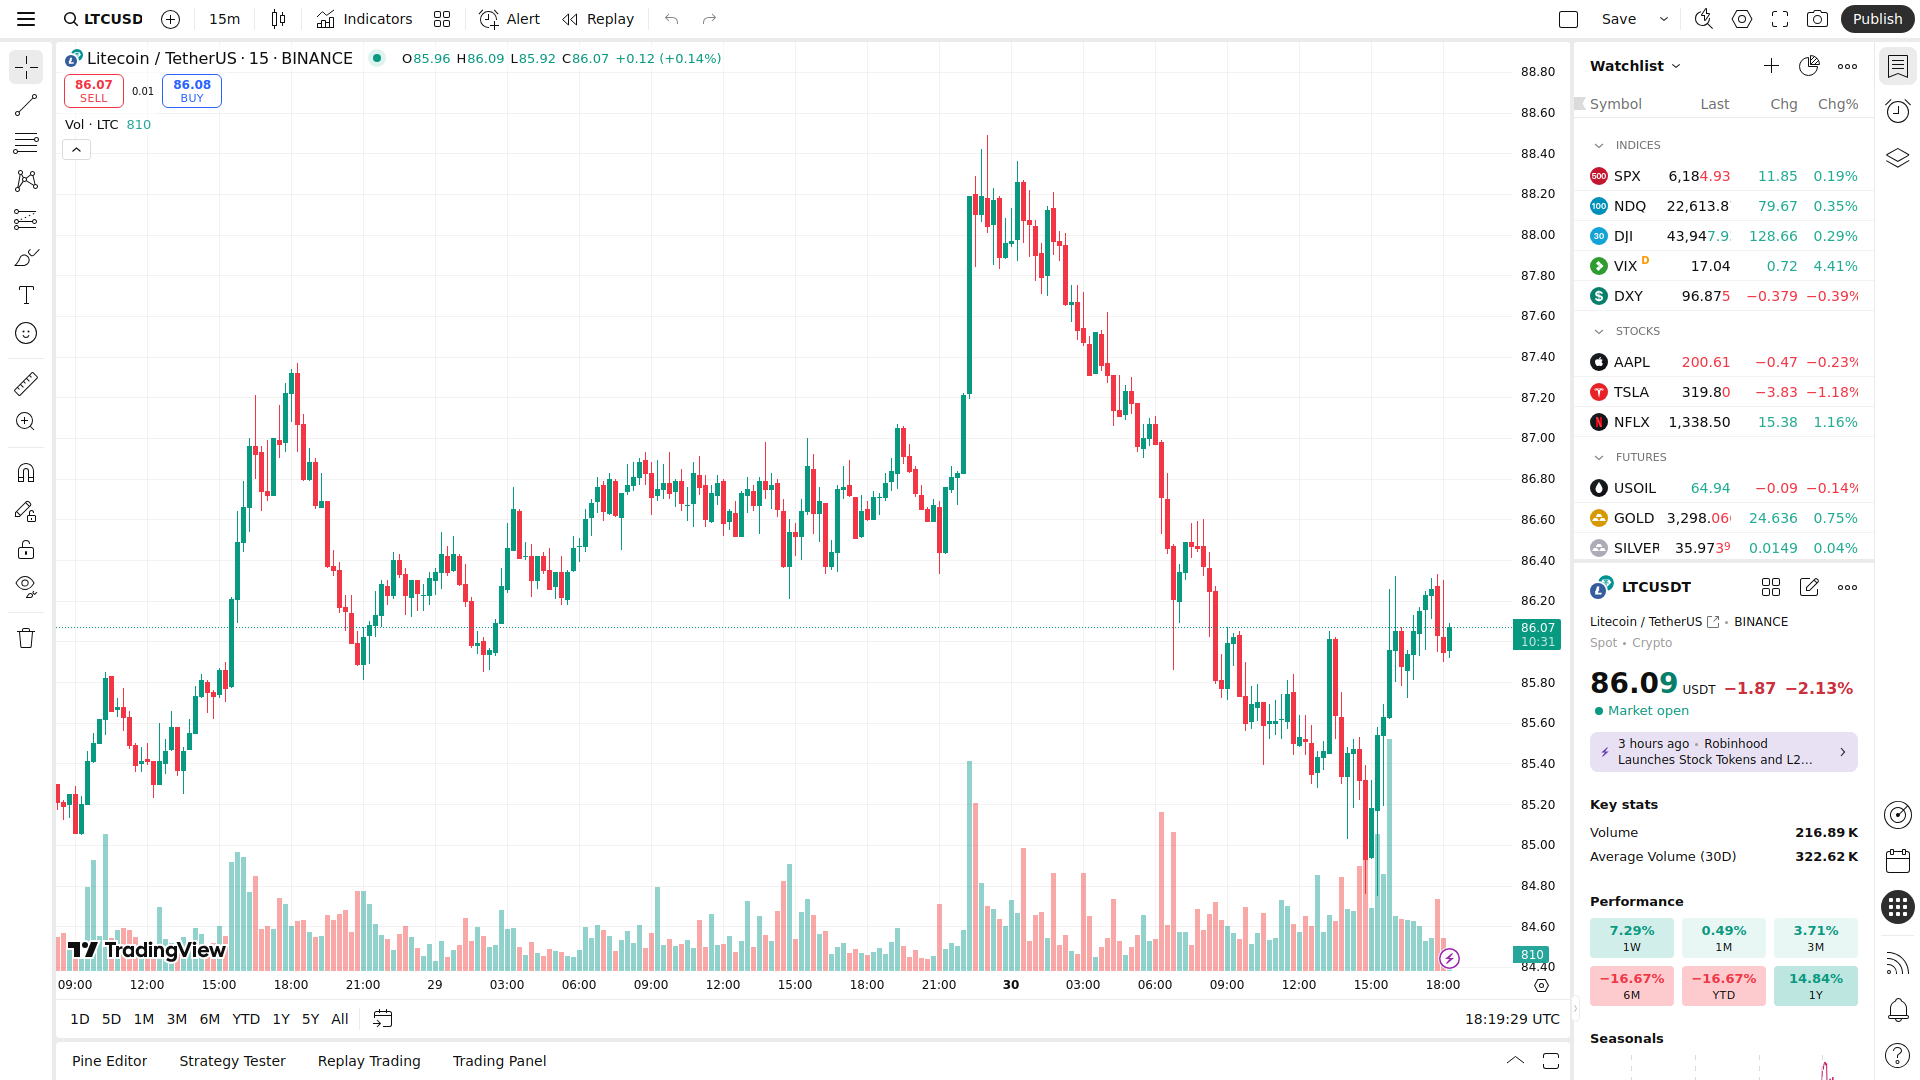 LTCUSD
15m
Indicators
Alert
Replay
Save
Publish
Litecoin / TetherUS · 15 · BINANCE
O85.96 H86.09 L85.92 C86.07 +0.12 (+0.14%)
86.07
SELL
0.01
86.08
BUY
Vol · LTC 810
88.80
88.60
88.40
88.20
88.00
87.80
87.60
87.40
87.20
87.00
86.80
86.60
86.40
86.20
86.07
10:31
85.80
85.60
85.40
85.20
85.00
84.80
84.60
810
84.40
TradingView
09:00 12:00 15:00 18:00 21:00 29 03:00 06:00 09:00 12:00 15:00 18:00 21:00 30 03:00 06:00 09:00 12:00 15:00 18:00
1D 5D 1M 3M 6M YTD 1Y 5Y All
18:19:29 UTC
Pine Editor Strategy Tester Replay Trading Trading Panel
Watchlist
Symbol Last Chg Chg%
INDICES
500 SPX 6,184.93 11.85 0.19%
100 NDQ 22,613.8 79.67 0.35%
30 DJI 43,947.9 128.66 0.29%
VIX D 17.04 0.72 4.41%
DXY 96.875 −0.379 −0.39%
STOCKS
AAPL 200.61 −0.47 −0.23%
TSLA 319.80 −3.83 −1.18%
NFLX 1,338.50 15.38 1.16%
FUTURES
USOIL 64.94 −0.09 −0.14%
GOLD 3,298.06 24.636 0.75%
SILVER 35.973⁹ 0.0149 0.04%
LTCUSDT
Litecoin / TetherUS • BINANCE
Spot • Crypto
86.09 USDT −1.87 −2.13%
Market open
3 hours ago • Robinhood
Launches Stock Tokens and L2...
Key stats
Volume 216.89 K
Average Volume (30D) 322.62 K
Performance
7.29% 0.49% 3.71%
1W 1M 3M
−16.67% −16.67% 14.84%
6M YTD 1Y
Seasonals